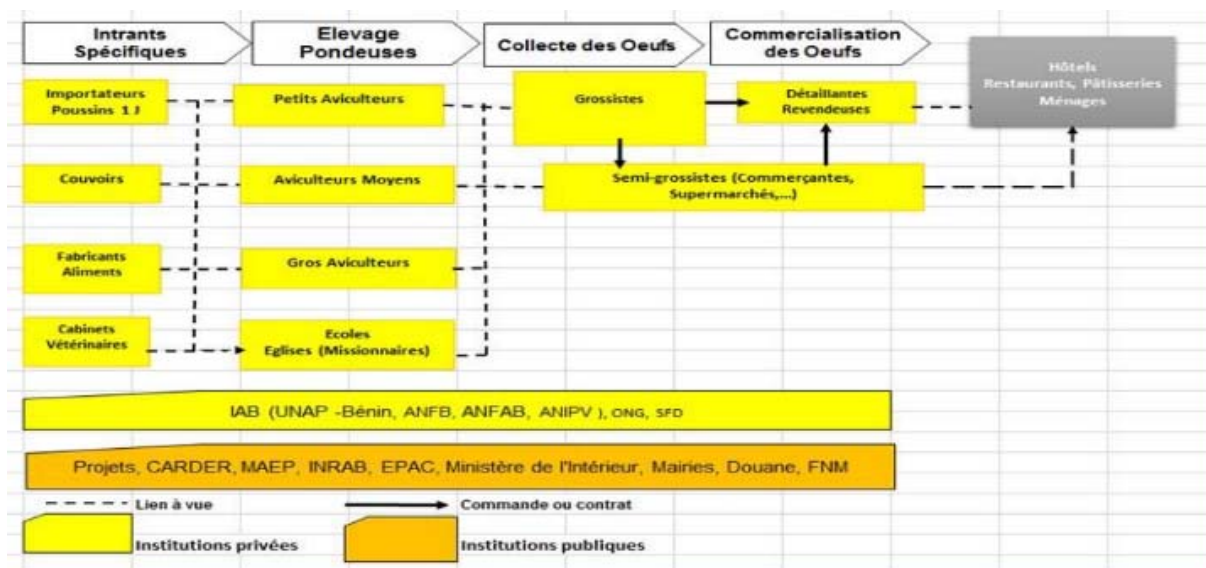 Intrants
Spécifiques
Elevage
Pondeuses
Collecte des Oeufs
Commercialisation
des Oeufs
Hôtels
Restaurants, Pâtisseries
Ménages
Importateurs
Poussins 1 J
Petits Aviculteurs
Grossistes
Détaillantes
Revendeuses
Couvoirs
Aviculteurs Moyens
Semi-grossistes (Commerçantes,
Supermarchés,...)
Fabricants
Aliments
Gros Aviculteurs
Cabinets
Vétérinaires
Ecoles
Eglises (Missionnaires)
IAB (UNAP -Bénin, ANFB, ANFAB, ANIPV ), ONG, SFD
Projets, CARDER, MAEP, INRAB, EPAC, Ministère de l'Intérieur, Mairies, Douane, FNM
Lien à vue
Commande ou contrat
Institutions privées
Institutions publiques